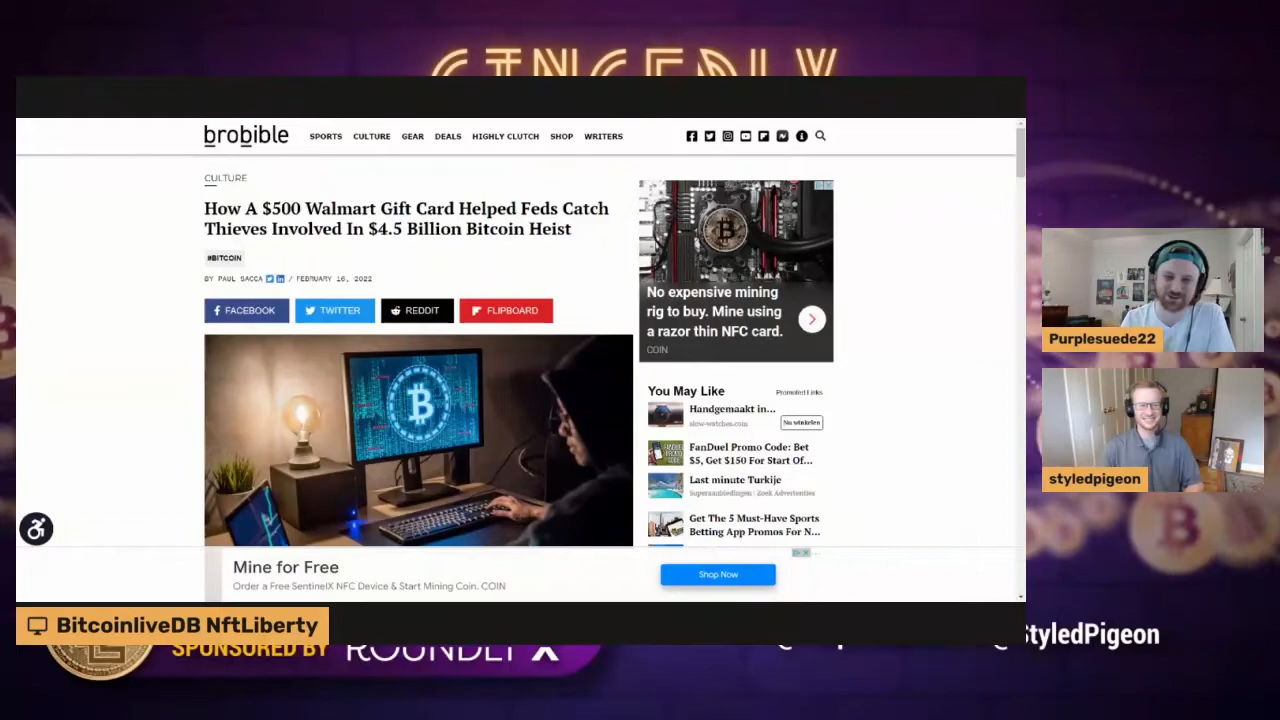 brobible
SPORTS CULTURE GEAR DEALS HIGHLY CLUTCH SHOP WRITERS
CULTURE
How A $500 Walmart Gift Card Helped Feds Catch
Thieves Involved In $4.5 Billion Bitcoin Heist
#BITCOIN
BY PAUL SACCA / FEBRUARY 16, 2022
FACEBOOK TWITTER REDDIT FLIPBOARD
No expensive mining
rig to buy. Mine using
a razor thin NFC card.
COIN
You May Like Promoted Links
Handgemaakt in...
slow-watches.com
Nu winkelen
FanDuel Promo Code: Bet
$5, Get $150 For Start Of...
Last minute Turkije
Superaanbiedingen | Zoek Advertenties
Get The 5 Must-Have Sports
Betting App Promos For N...
Mine for Free
Order a Free SentinelX NFC Device & Start Mining Coin. COIN
Shop Now
Purplesuede22
styledpigeon
BitcoinliveDB NftLiberty
SPONSORED BY ROUNDLYX
StyledPigeon